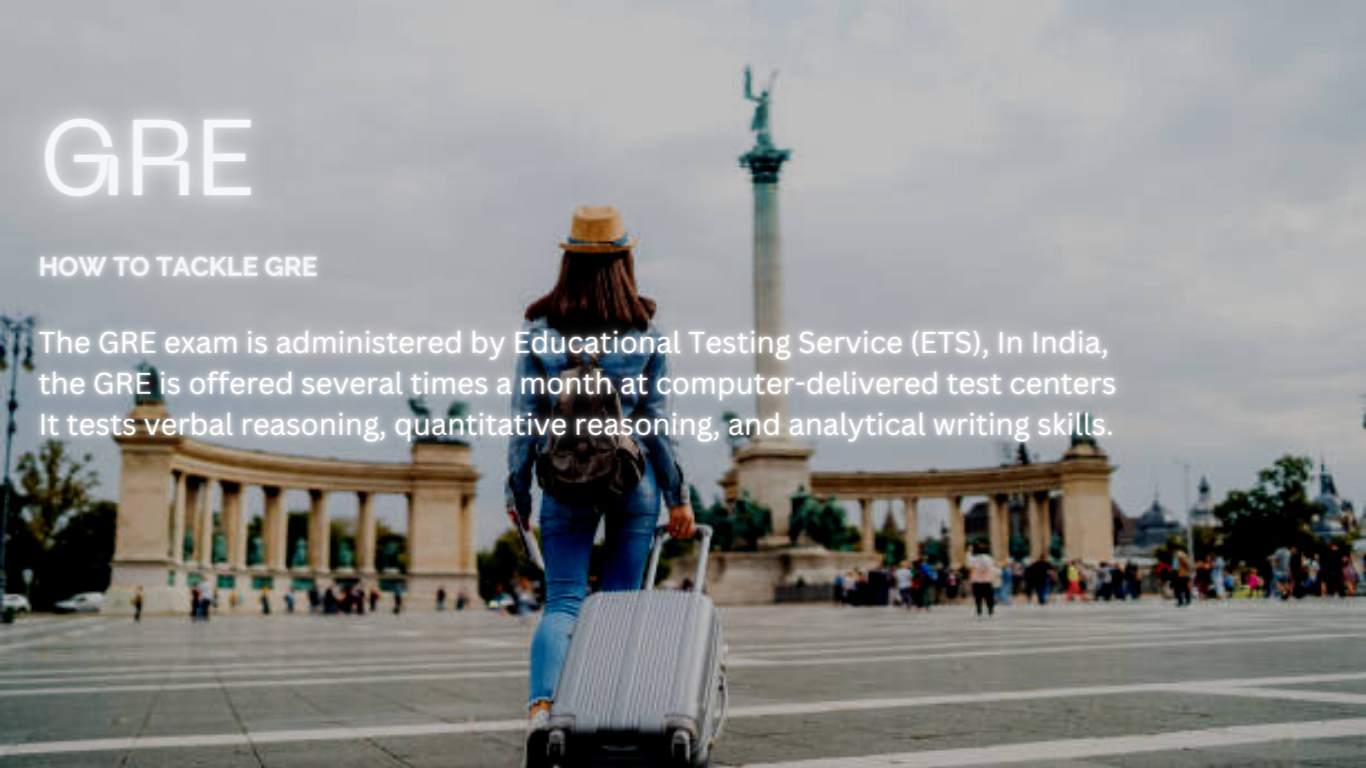 GRE
HOW TO TACKLE GRE
The GRE exam is administered by Educational Testing Service (ETS), In India,
the GRE is offered several times a month at computer-delivered test centers
It tests verbal reasoning, quantitative reasoning, and analytical writing skills.